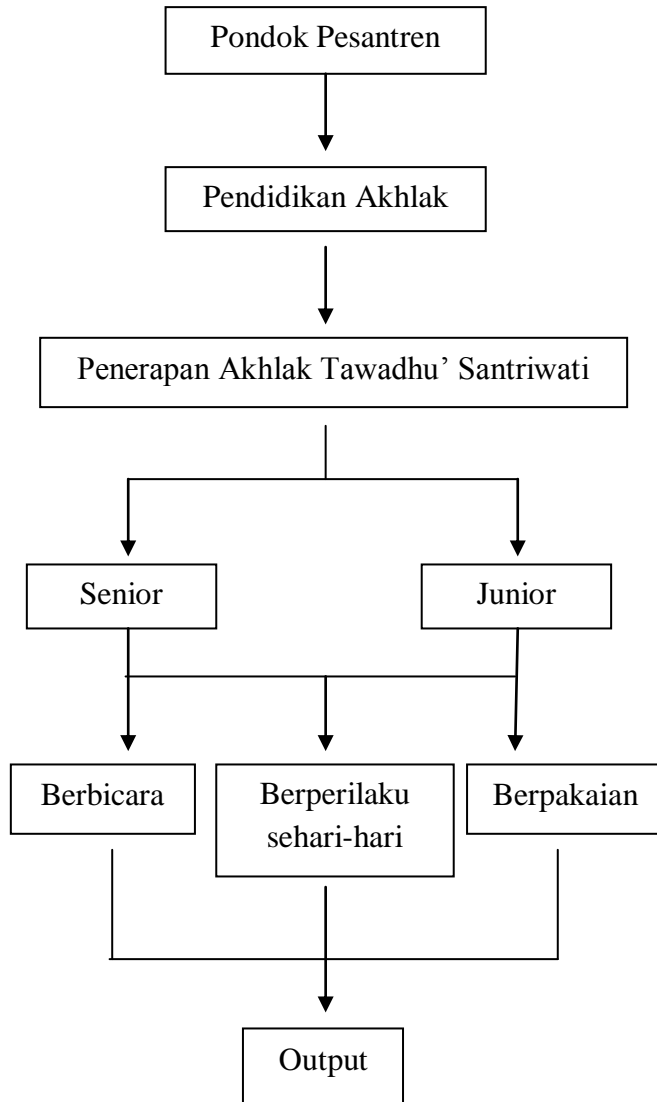 Pondok Pesantren
Pendidikan Akhlak
Penerapan Akhlak Tawadhu’ Santriwati
Senior
Junior
Berbicara
Berperilaku
sehari-hari
Berpakaian
Output